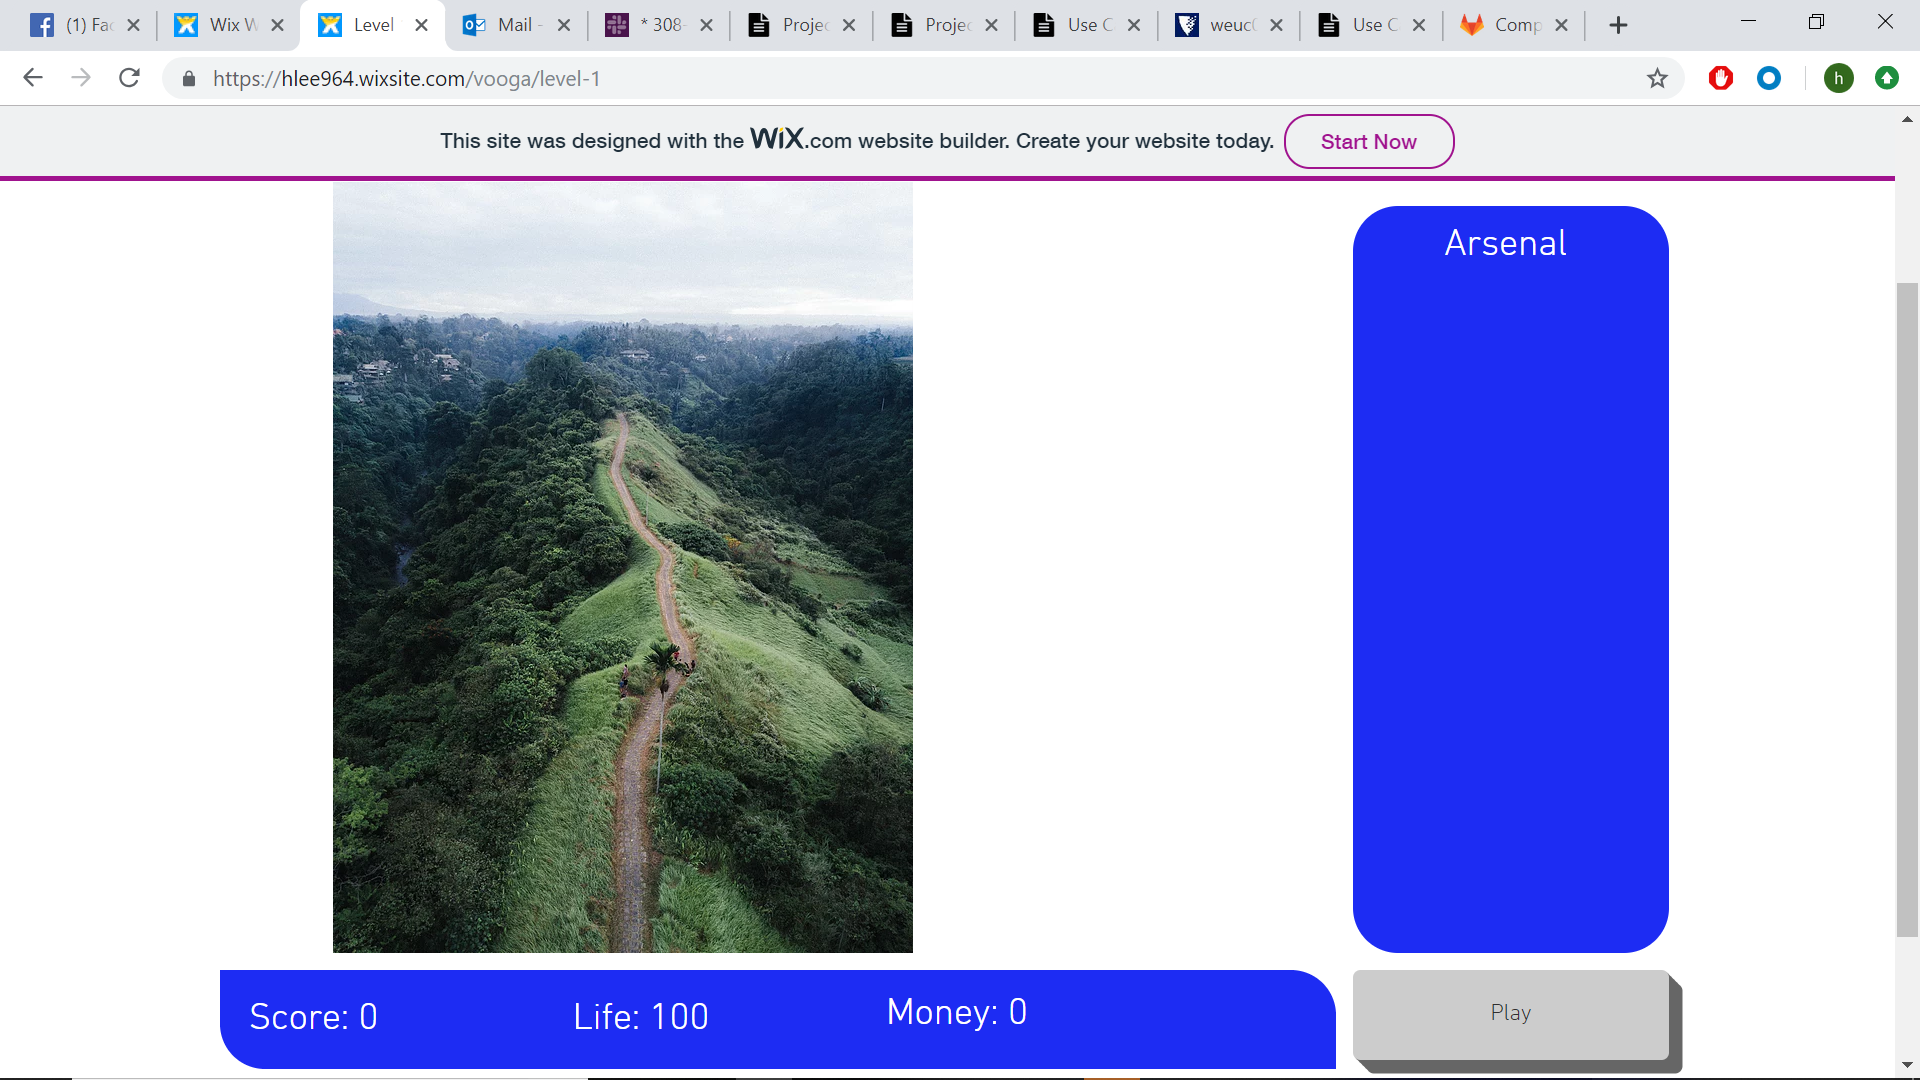 (1) Fac
Wix W
Level
Mail -
* 308-
Projec
Projec
Use C
weuc
Use C
Comp
https://hlee964.wixsite.com/vooga/level-1
h
This site was designed with the WiX.com website builder. Create your website today.
Start Now
Arsenal
Score: 0
Life: 100
Money: 0
Play